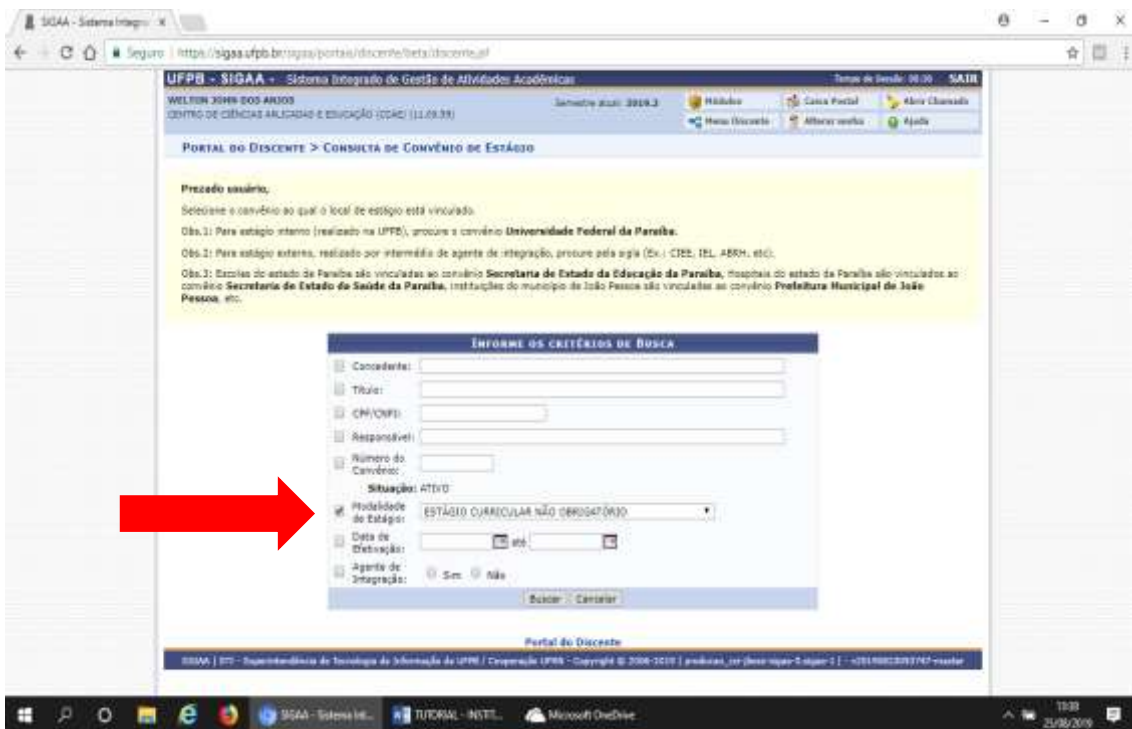 SIGAA - Sistema Integr
Seguro | https://sigaa.ufpb.br/sigaa/portais/discente/beta/discente.jsf
UFPB - SIGAA - Sistema Integrado de Gestão de Atividades Acadêmicas
Tempo de Sessão: SAIR
WELTON JOHN DOS ANJOS
Semestre atual: 2019.2
Módulos
Caixa Postal
Abrir Chamado
CENTRO DE CIÊNCIAS APLICADAS E EDUCAÇÃO (CCAE)
Menu Discente
Alterar senha
Ajuda
PORTAL DO DISCENTE > CONSULTA DE CONVÊNIO DE ESTÁGIO
Prezado usuário,
Selecione o convênio ao qual o local de estágio está vinculado.
Obs.1: Para estágio interno (realizado na UFPB), procure o convênio Universidade Federal da Paraíba.
Obs.2: Para estágio externo, realizado por intermédio de agente de integração, procure pela sigla (Ex.: CIEE, IEL, ABRH, etc).
Obs.3: Escolas do estado da Paraíba são vinculadas ao convênio Secretaria de Estado da Educação da Paraíba, Hospitais do estado da Paraíba são vinculados ao
convênio Secretaria de Estado da Saúde da Paraíba, instituições do município de João Pessoa são vinculadas ao convênio Prefeitura Municipal de João
Pessoa, etc.
INFORME OS CRITÉRIOS DE BUSCA
Concedente:
Título:
CPF/CNPJ:
Responsável:
Número do
Convênio:
Situação: ATIVO
Modalidade
de Estágio:
ESTÁGIO CURRICULAR NÃO OBRIGATÓRIO
Data de
Efetivação:
até
Agente de
Integração:
Sim Não
Buscar Cancelar
Portal do Discente
SIGAA | STI - Superintendência de Tecnologia da Informação da UFPB / Cooperação UFRN - Copyright © 2006-2019
SIGAA - Sistema Int...
TUTORIAL - INSTIT...
Microsoft OneDrive
25/08/2019